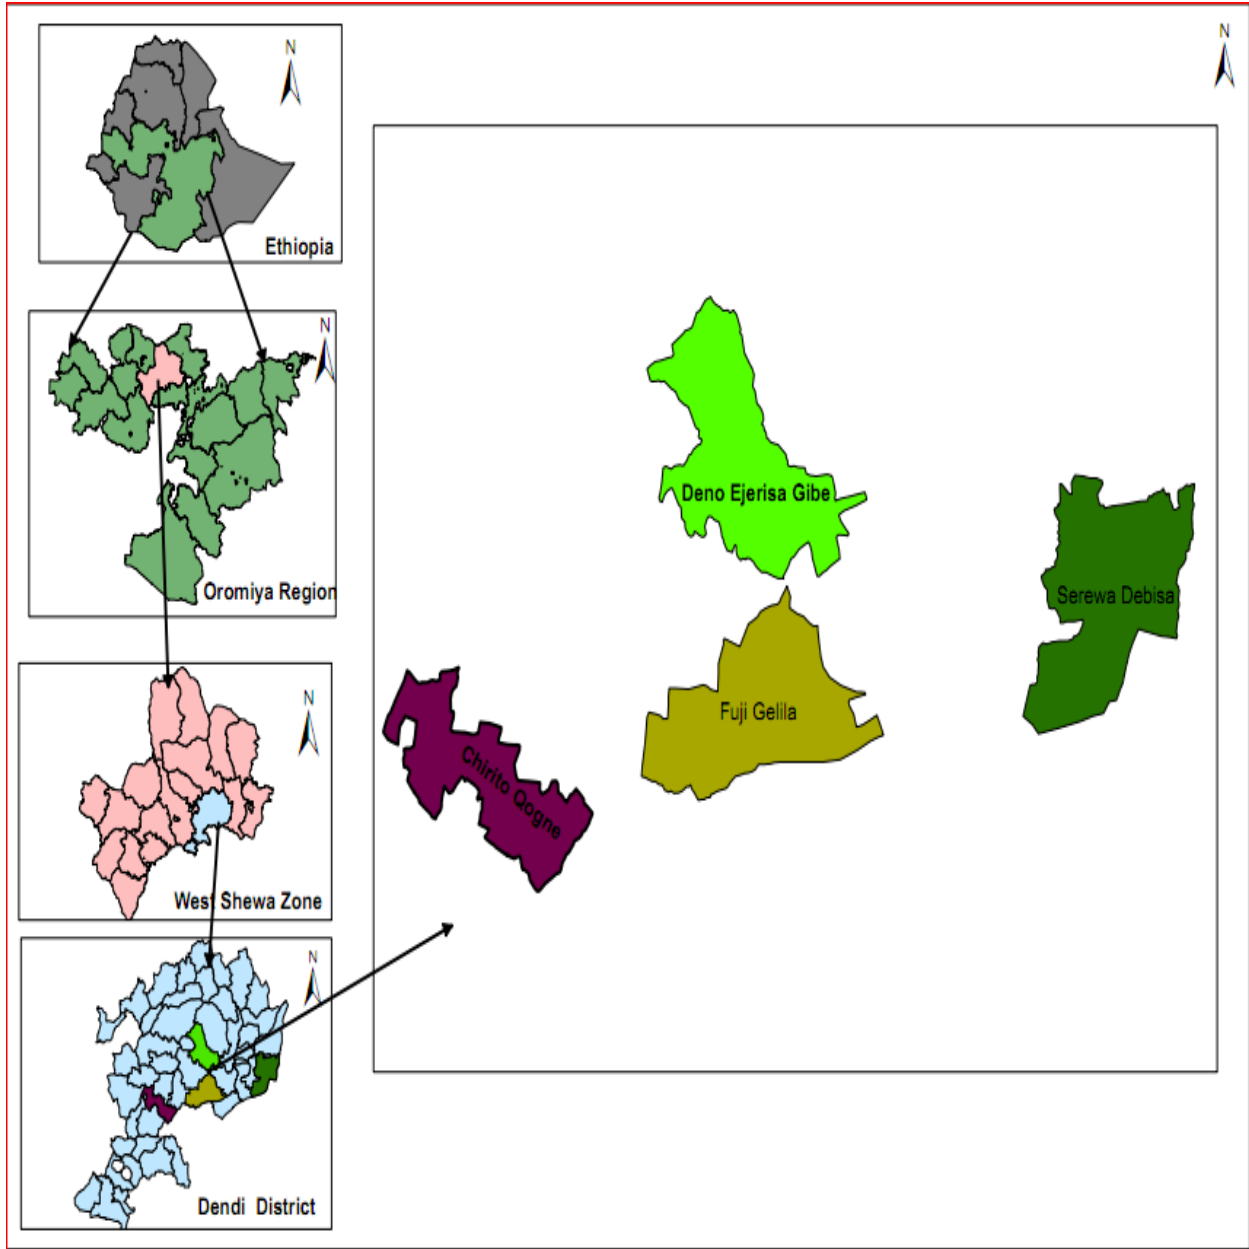 N
N
Ethiopia
N
Oromiya Region
Deno Ejerisa Gibe
Serewa Debisa
Fuji Gelila
Chirito Qogne
N
West Shewa Zone
N
Dendi District